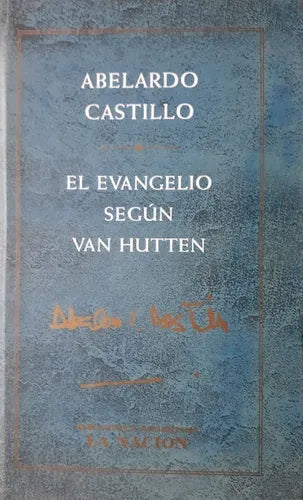 ABELARDO
CASTILLO
EL EVANGELIO
SEGÚN
VAN HUTTEN
LA NACION